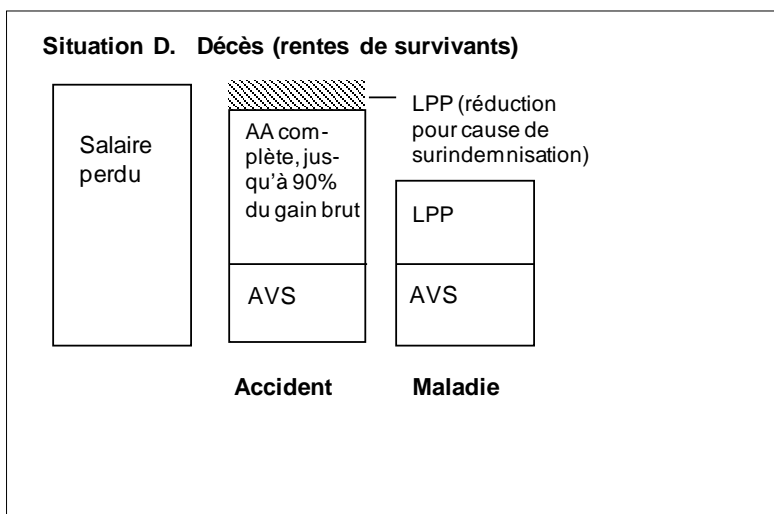 Situation D. Décès (rentes de survivants)
Salaire
perdu
AA com-
plète, jus-
qu'à 90%
du gain brut
AVS
LPP (réduction
pour cause de
surindemnisation)
LPP
AVS
Accident
Maladie